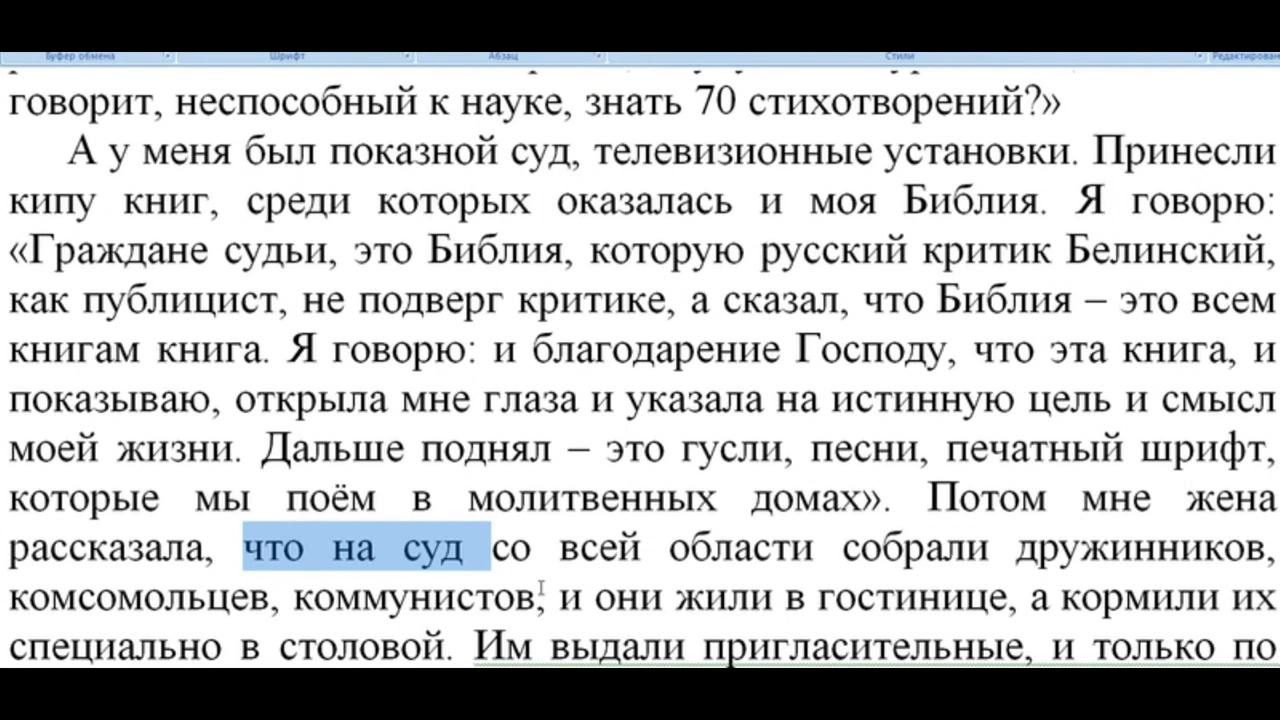 Буфер обмена Шрифт Абзац Стили
говорит, неспособный к науке, знать 70 стихотворений?»
А у меня был показной суд, телевизионные установки. Принесли
кипу книг, среди которых оказалась и моя Библия. Я говорю:
«Граждане судьи, это Библия, которую русский критик Белинский,
как публицист, не подверг критике, а сказал, что Библия – это всем
книгам книга. Я говорю: и благодарение Господу, что эта книга, и
показываю, открыла мне глаза и указала на истинную цель и смысл
моей жизни. Дальше поднял – это гусли, песни, печатный шрифт,
которые мы поём в молитвенных домах». Потом мне жена
рассказала, что на суд со всей области собрали дружинников,
комсомольцев, коммунистов, и они жили в гостинице, а кормили их
специально в столовой. Им выдали пригласительные, и только по